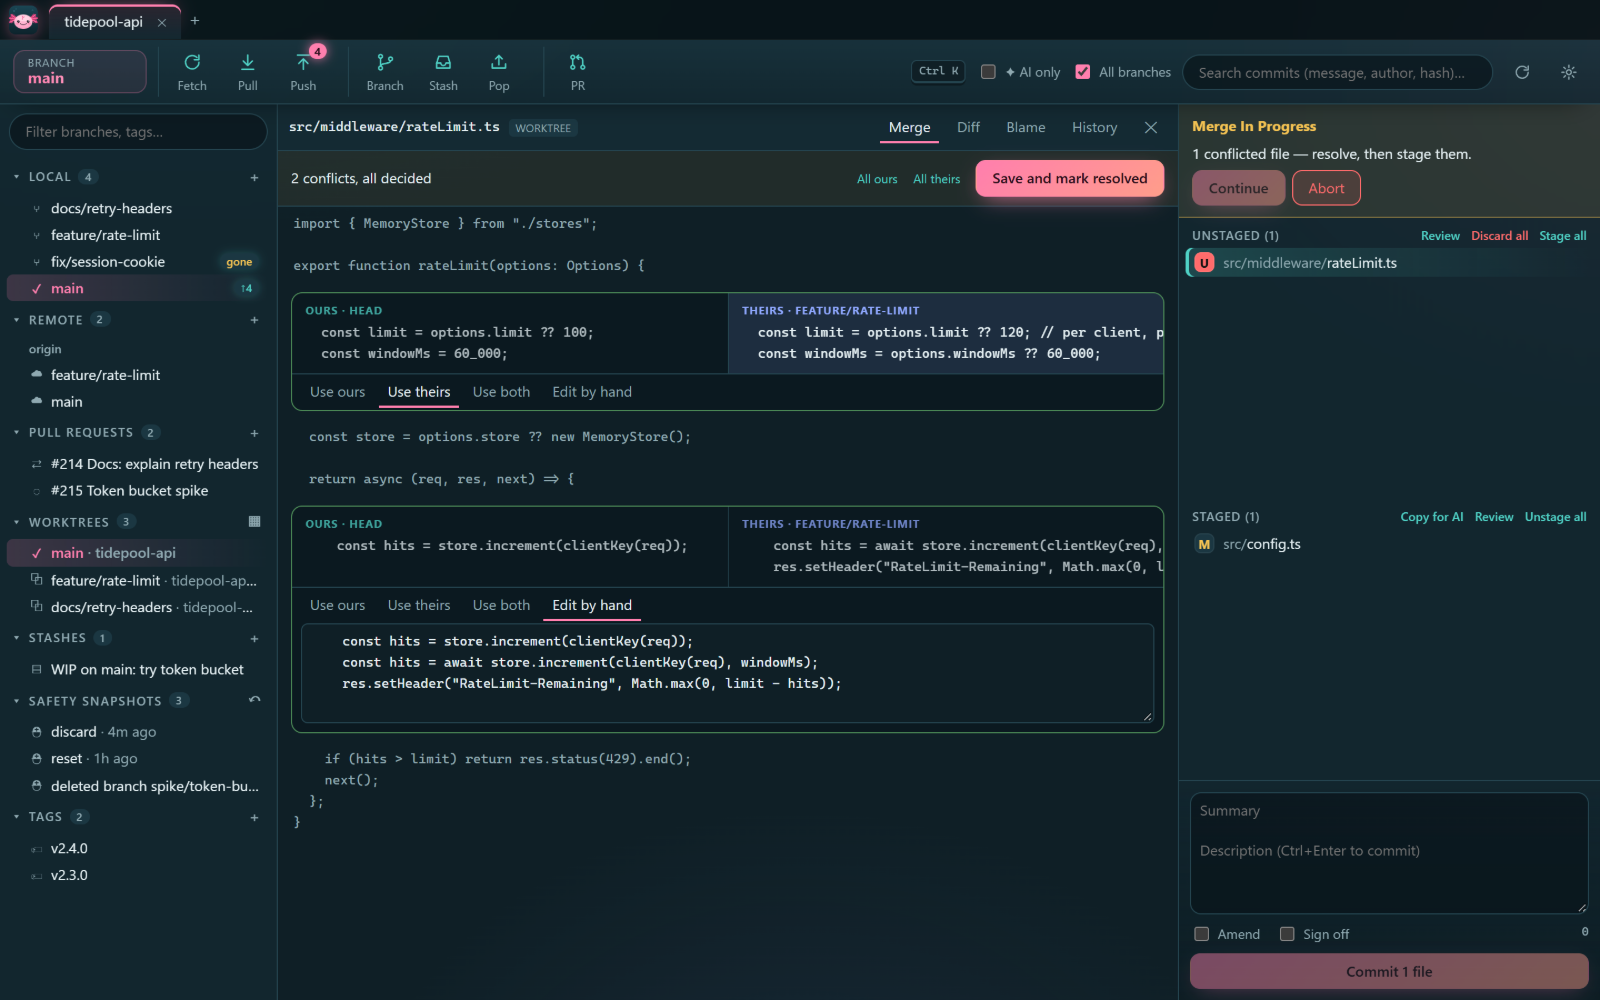 tidepool-api
BRANCH
main
Fetch
Pull
4
Push
Branch
Stash
Pop
PR
Ctrl K
AI only
All branches
Search commits (message, author, hash)...
Filter branches, tags...
LOCAL 4
docs/retry-headers
feature/rate-limit
fix/session-cookie gone
main ↑4
REMOTE 2
origin
feature/rate-limit
main
PULL REQUESTS 2
#214 Docs: explain retry headers
#215 Token bucket spike
WORKTREES 3
main · tidepool-api
feature/rate-limit · tidepool-ap...
docs/retry-headers · tidepool-...
STASHES 1
WIP on main: try token bucket
SAFETY SNAPSHOTS 3
discard · 4m ago
reset · 1h ago
deleted branch spike/token-bu...
TAGS 2
v2.4.0
v2.3.0
src/middleware/rateLimit.ts WORKTREE
Merge Diff Blame History
2 conflicts, all decided
All ours All theirs Save and mark resolved
import { MemoryStore } from "./stores";
export function rateLimit(options: Options) {
OURS · HEAD
const limit = options.limit ?? 100;
const windowMs = 60_000;
THEIRS · FEATURE/RATE-LIMIT
const limit = options.limit ?? 120; // per client, p
const windowMs = options.windowMs ?? 60_000;
Use ours Use theirs Use both Edit by hand
const store = options.store ?? new MemoryStore();
return async (req, res, next) => {
OURS · HEAD
const hits = store.increment(clientKey(req));
THEIRS · FEATURE/RATE-LIMIT
const hits = await store.increment(clientKey(req),
res.setHeader("RateLimit-Remaining", Math.max(0, l
Use ours Use theirs Use both Edit by hand
const hits = store.increment(clientKey(req));
const hits = await store.increment(clientKey(req), windowMs);
res.setHeader("RateLimit-Remaining", Math.max(0, limit - hits));
if (hits > limit) return res.status(429).end();
next();
};
}
Merge In Progress
1 conflicted file — resolve, then stage them.
Continue Abort
UNSTAGED (1) Review Discard all Stage all
U src/middleware/rateLimit.ts
STAGED (1) Copy for AI Review Unstage all
M src/config.ts
Summary
Description (Ctrl+Enter to commit)
Amend Sign off 0
Commit 1 file